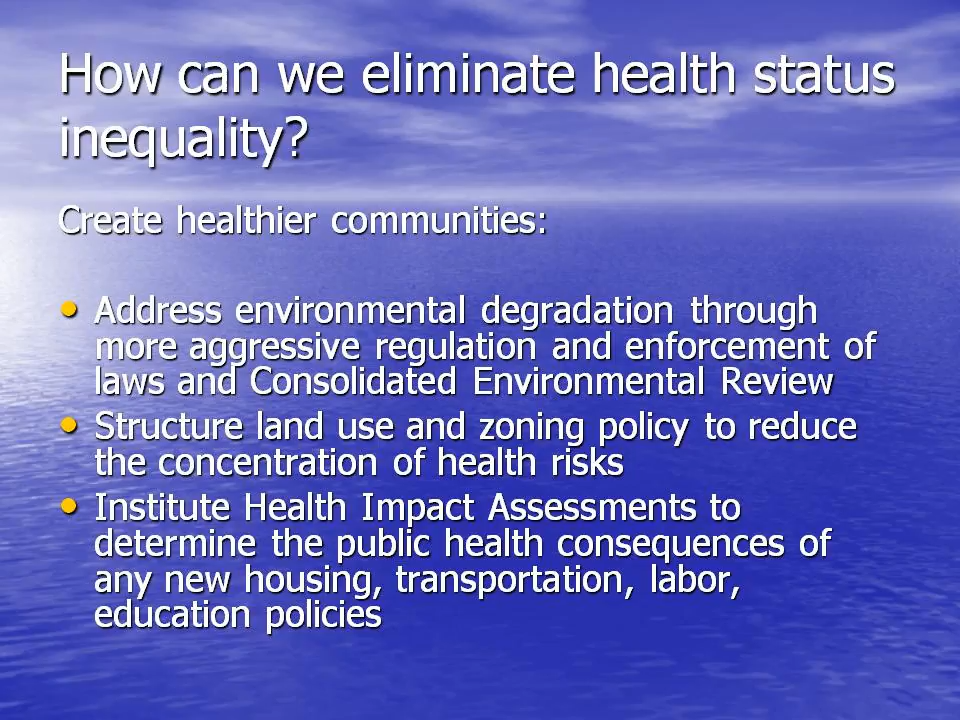 How can we eliminate health status
inequality?
Create healthier communities:
• Address environmental degradation through
more aggressive regulation and enforcement of
laws and Consolidated Environmental Review
• Structure land use and zoning policy to reduce
the concentration of health risks
• Institute Health Impact Assessments to
determine the public health consequences of
any new housing, transportation, labor,
education policies